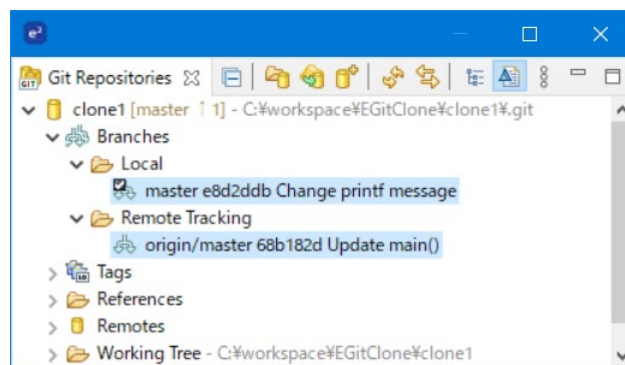 e²
Git Repositories
clone1 [master ↑ 1] - C:¥workspace¥EGitClone¥clone1¥.git
Branches
Local
master e8d2ddb Change printf message
Remote Tracking
origin/master 68b182d Update main()
Tags
References
Remotes
Working Tree - C:¥workspace¥EGitClone¥clone1